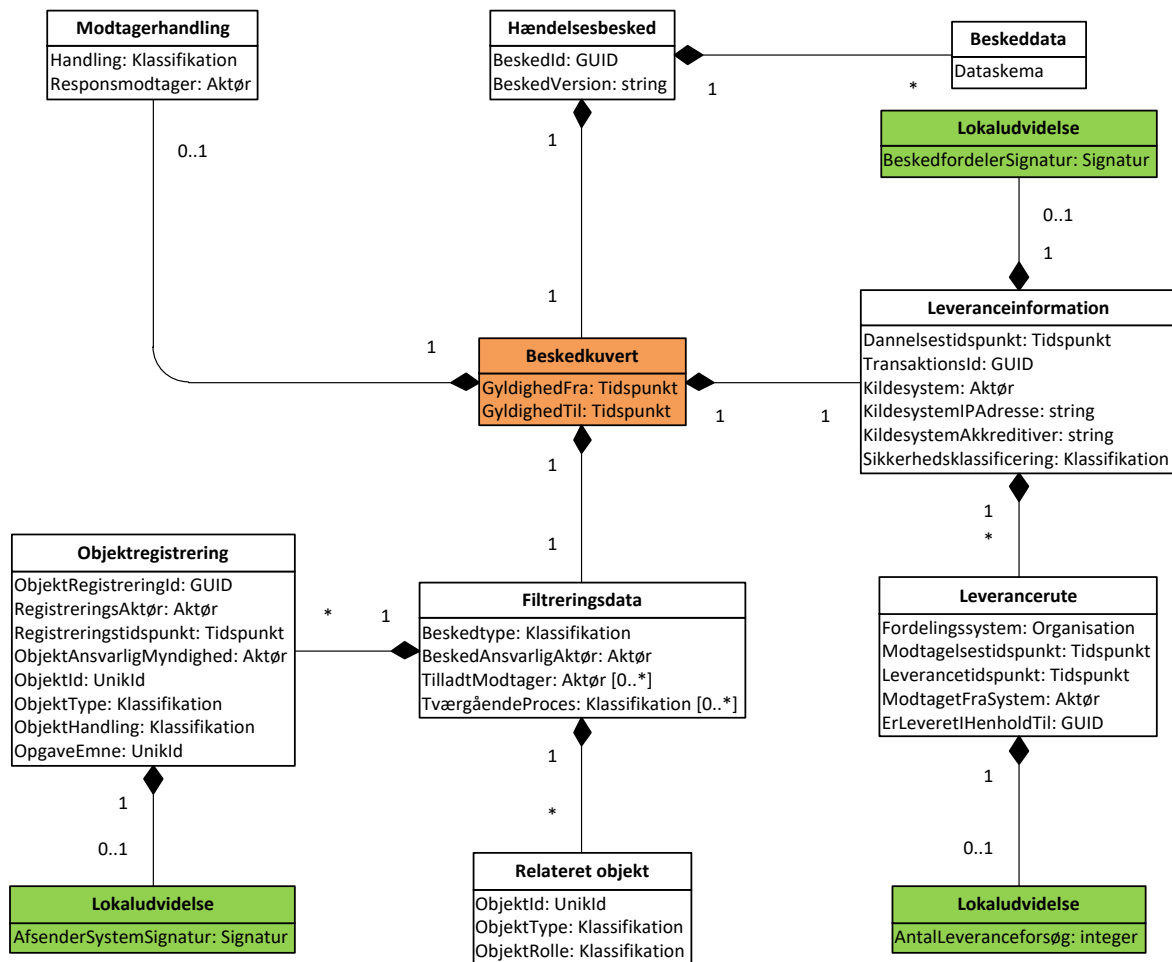 Modtagerhandling
Handling: Klassifikation
Responsmodtager: Aktør
0..1
1
Hændelsesbesked
BeskedId: GUID
BeskedVersion: string
1
*
1
1
Beskeddata
Dataskema
Lokaludvidelse
BeskedfordelerSignatur: Signatur
0..1
1
Beskedkuvert
GyldighedFra: Tidspunkt
GyldighedTil: Tidspunkt
1
1
1
1
Leveranceinformation
Dannelsestidspunkt: Tidspunkt
TransaktionsId: GUID
Kildesystem: Aktør
KildesystemIPAdresse: string
KildesystemAkkreditiver: string
Sikkerhedsklassificering: Klassifikation
1
*
Objektregistrering
ObjektRegistreringId: GUID
RegistreringsAktør: Aktør
Registreringstidspunkt: Tidspunkt
ObjektAnsvarligMyndighed: Aktør
ObjektId: UnikId
ObjektType: Klassifikation
ObjektHandling: Klassifikation
OpgaveEmne: UnikId
*
1
Filtreringsdata
Beskedtype: Klassifikation
BeskedAnsvarligAktør: Aktør
TilladtModtager: Aktør [0..*]
TværgåendeProces: Klassifikation [0..*]
1
*
Leverancerute
Fordelingssystem: Organisation
Modtagelsestidspunkt: Tidspunkt
Leverancetidspunkt: Tidspunkt
ModtagetFraSystem: Aktør
ErLeveretIHenholdTil: GUID
1
0..1
1
0..1
Lokaludvidelse
AfsenderSystemSignatur: Signatur
Relateret objekt
ObjektId: UnikId
ObjektType: Klassifikation
ObjektRolle: Klassifikation
Lokaludvidelse
AntalLeveranceforsøg: integer